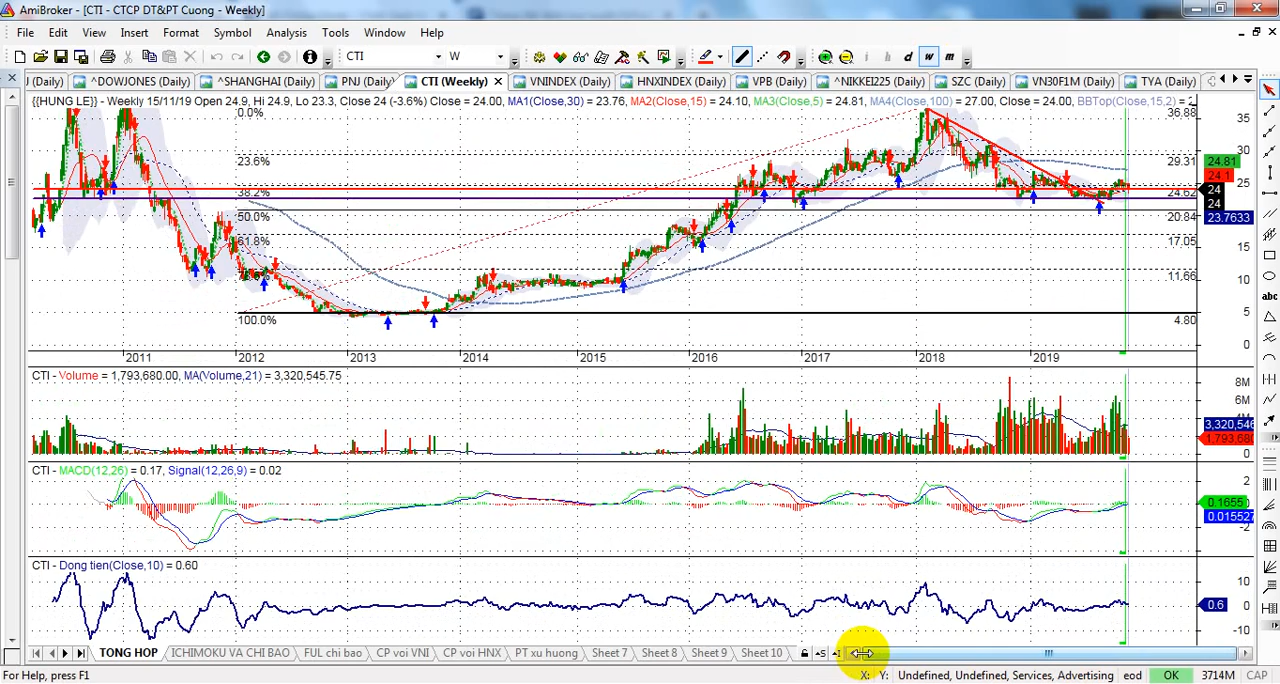 AmiBroker - [CTI - CTCP DT&PT Cuong - Weekly]
File Edit View Insert Format Symbol Analysis Tools Window Help
CTI W h d w m
J (Daily) ^DOWJONES (Daily) ^SHANGHAI (Daily) PNJ (Daily) CTI (Weekly) VNINDEX (Daily) HNXINDEX (Daily) VPB (Daily) ^NIKKEI225 (Daily) SZC (Daily) VN30F1M (Daily) TYA (Daily)
{{HUNG LE}} - Weekly 15/11/19 Open 24.9, Hi 24.9, Lo 23.3, Close 24 (-3.6%) Close = 24.00, MA1(Close,30) = 23.76, MA2(Close,15) = 24.10, MA3(Close,5) = 24.81, MA4(Close,100) = 27.00, Close = 24.00, BBTop(Close,15,2) = 2
0.0% 36.88 35
30
23.6% 29.31 24.81
24.1
25
38.2% 24.62 24
24
50.0% 20.84 23.7633
61.8% 17.05 15
11.66 10
100.0% 4.80 5
0
2011 2012 2013 2014 2015 2016 2017 2018 2019
CTI - Volume = 1,793,680.00, MA(Volume,21) = 3,320,545.75
8M
6M
4M
3,320,546
1,793,680
CTI - MACD(12,26) = 0.17, Signal(12,26,9) = 0.02
2
0.1655
0.015527
-2
CTI - Dong tien(Close,10) = 0.60
10
0
0.6
-10
TONG HOP ICHIMOKU VA CHI BAO FUL chi bao CP voi VNI CP voi HNX PT xu huong Sheet 7 Sheet 8 Sheet 9 Sheet 10
For Help, press F1 X: Y: Undefined, Undefined, Services, Advertising eod OK 3714M CAP
abc